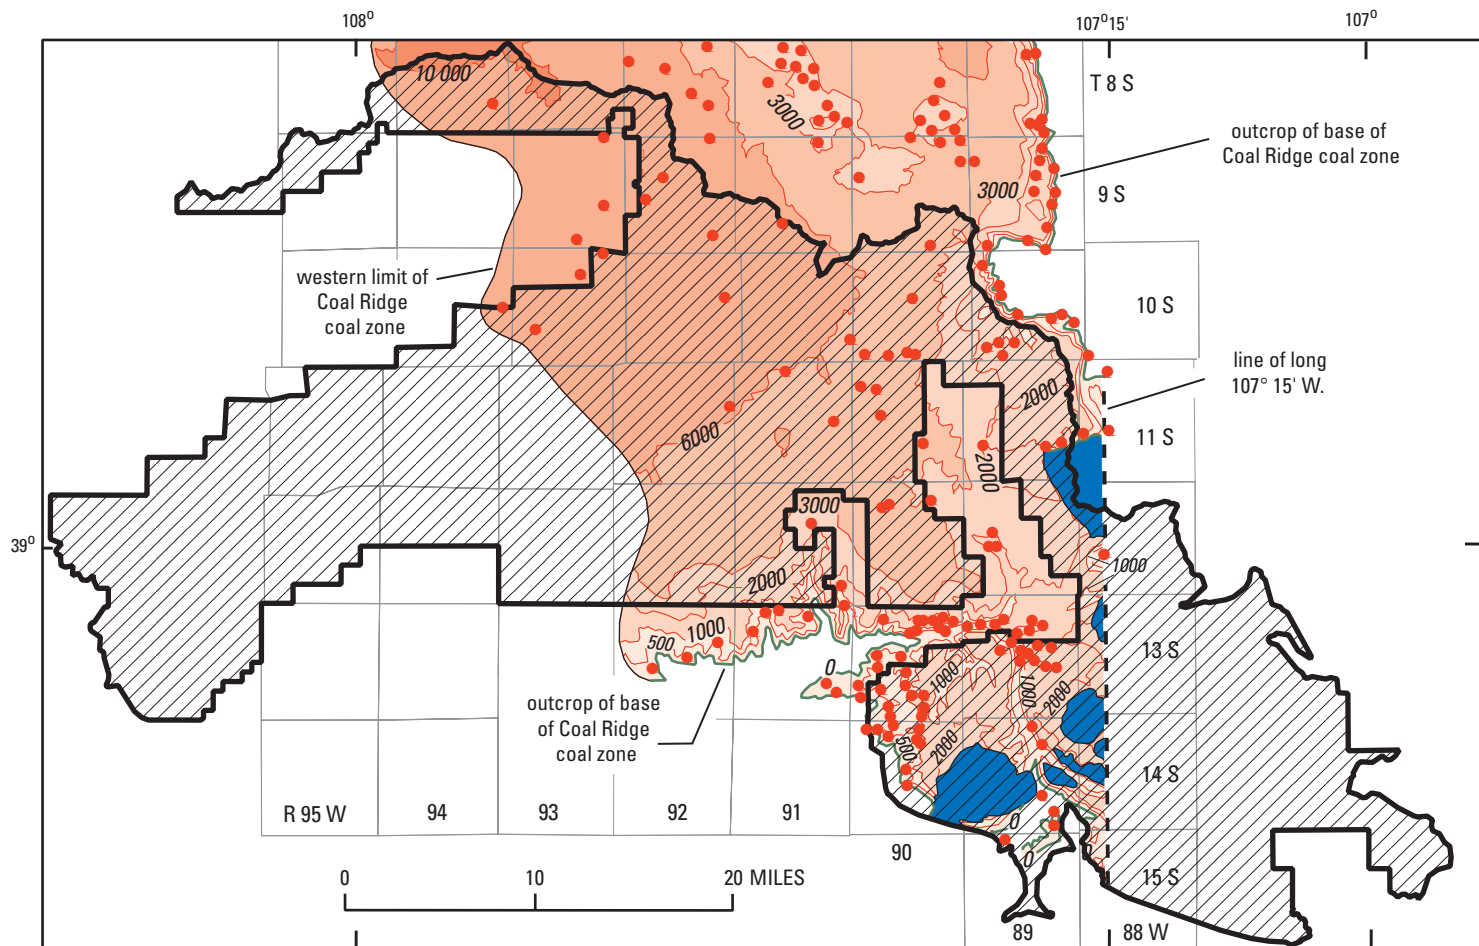 108°
107°15'
107°
10 000
T 8 S
3000
outcrop of base of
Coal Ridge coal zone
3000
9 S
western limit of
Coal Ridge
coal zone
10 S
line of long
107° 15' W.
2000
6000
11 S
2000
3000
39°
1000
2000
1000
500
13 S
0
1000
1000
2000
outcrop of base
of Coal Ridge
coal zone
500
2000
14 S
R 95 W
94
93
92
91
0
90
0
0
15 S
0
10
20 MILES
89
88 W